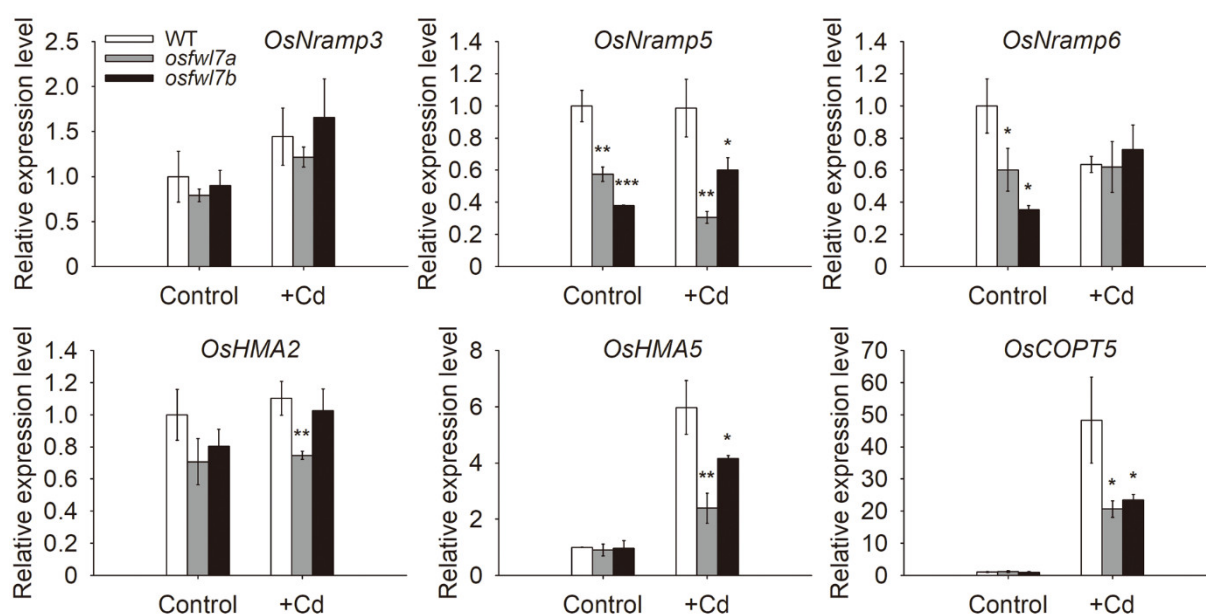 WT
osfwl7a
osfwl7b
OsNramp3
Relative expression level
2.5
2.0
1.5
1.0
0.5
0
Control
+Cd
OsNramp5
Relative expression level
1.4
1.2
1.0
0.8
0.6
0.4
0.2
0
**
***
**
*
Control
+Cd
OsNramp6
Relative expression level
1.4
1.2
1.0
0.8
0.6
0.4
0.2
0
*
*
Control
+Cd
OsHMA2
Relative expression level
1.4
1.2
1.0
0.8
0.6
0.4
0.2
0
**
Control
+Cd
OsHMA5
Relative expression level
8
6
4
2
0
**
*
Control
+Cd
OsCOPT5
Relative expression level
70
60
50
40
30
20
10
0
*
*
Control
+Cd